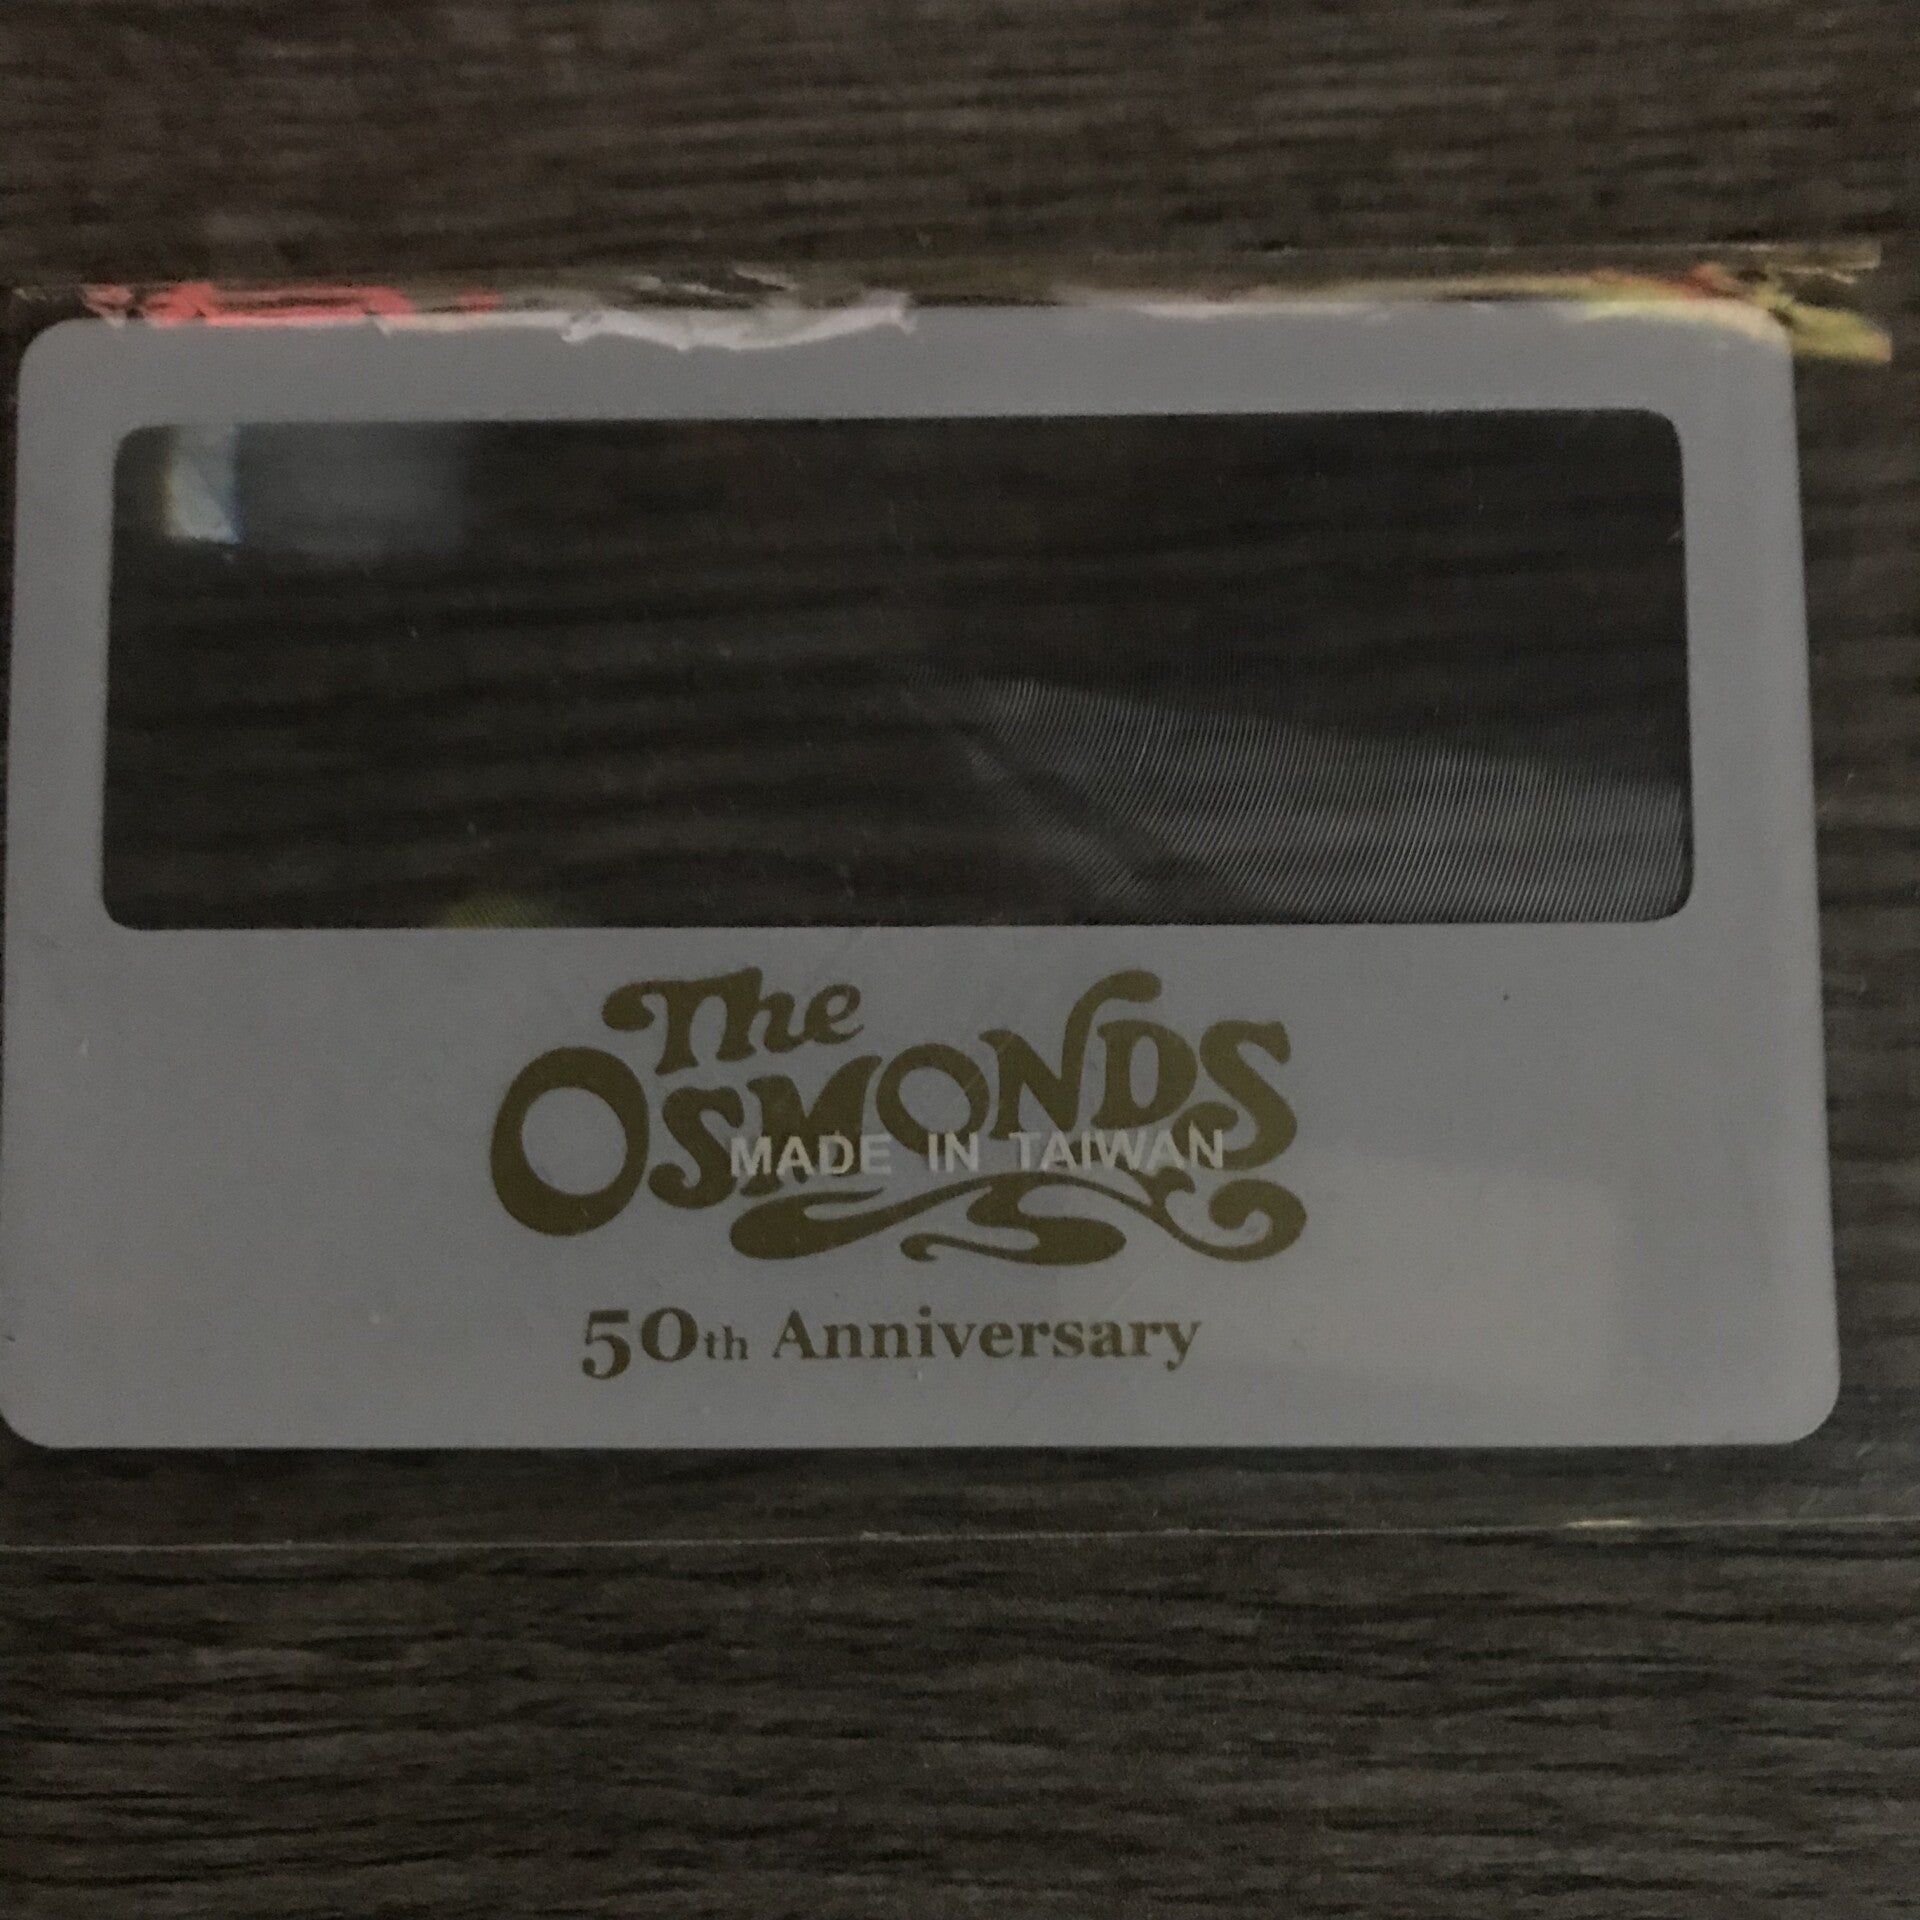 The
OSMONDS
MADE IN TAIWAN
50th Anniversary